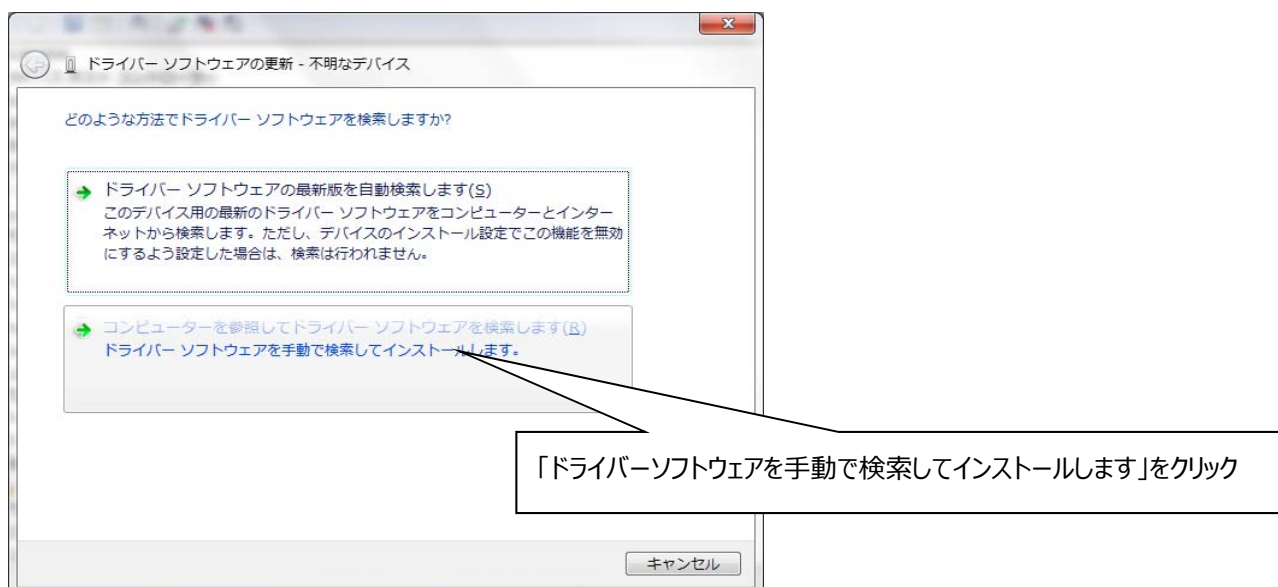 ドライバー ソフトウェアの更新 - 不明なデバイス
どのような方法でドライバー ソフトウェアを検索しますか?
ドライバー ソフトウェアの最新版を自動検索します(S)
このデバイス用の最新のドライバー ソフトウェアをコンピューターとインター
ネットから検索します。ただし、デバイスのインストール設定でこの機能を無効
にするよう設定した場合は、検索は行われません。
コンピューターを参照してドライバー ソフトウェアを検索します(R)
ドライバー ソフトウェアを手動で検索してインストールします。
「ドライバーソフトウェアを手動で検索してインストールします」をクリック
キャンセル